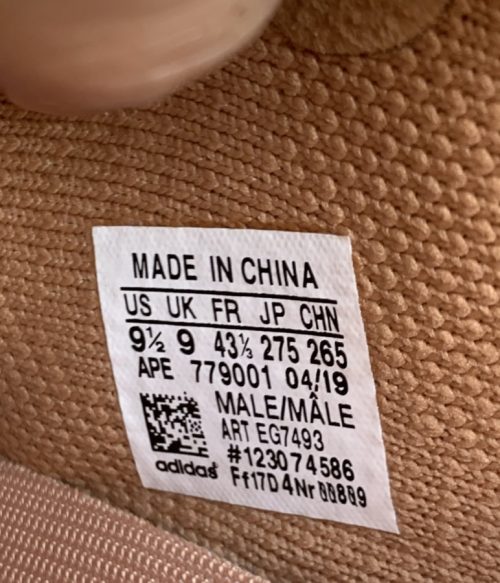 MADE IN CHINA
US UK FR JP CHN
9½ 9 43⅓ 275 265
APE 779001 04/19
MALE/MÂLE
ART EG7493
#123074586
adidas
Ff17D4Nr00809